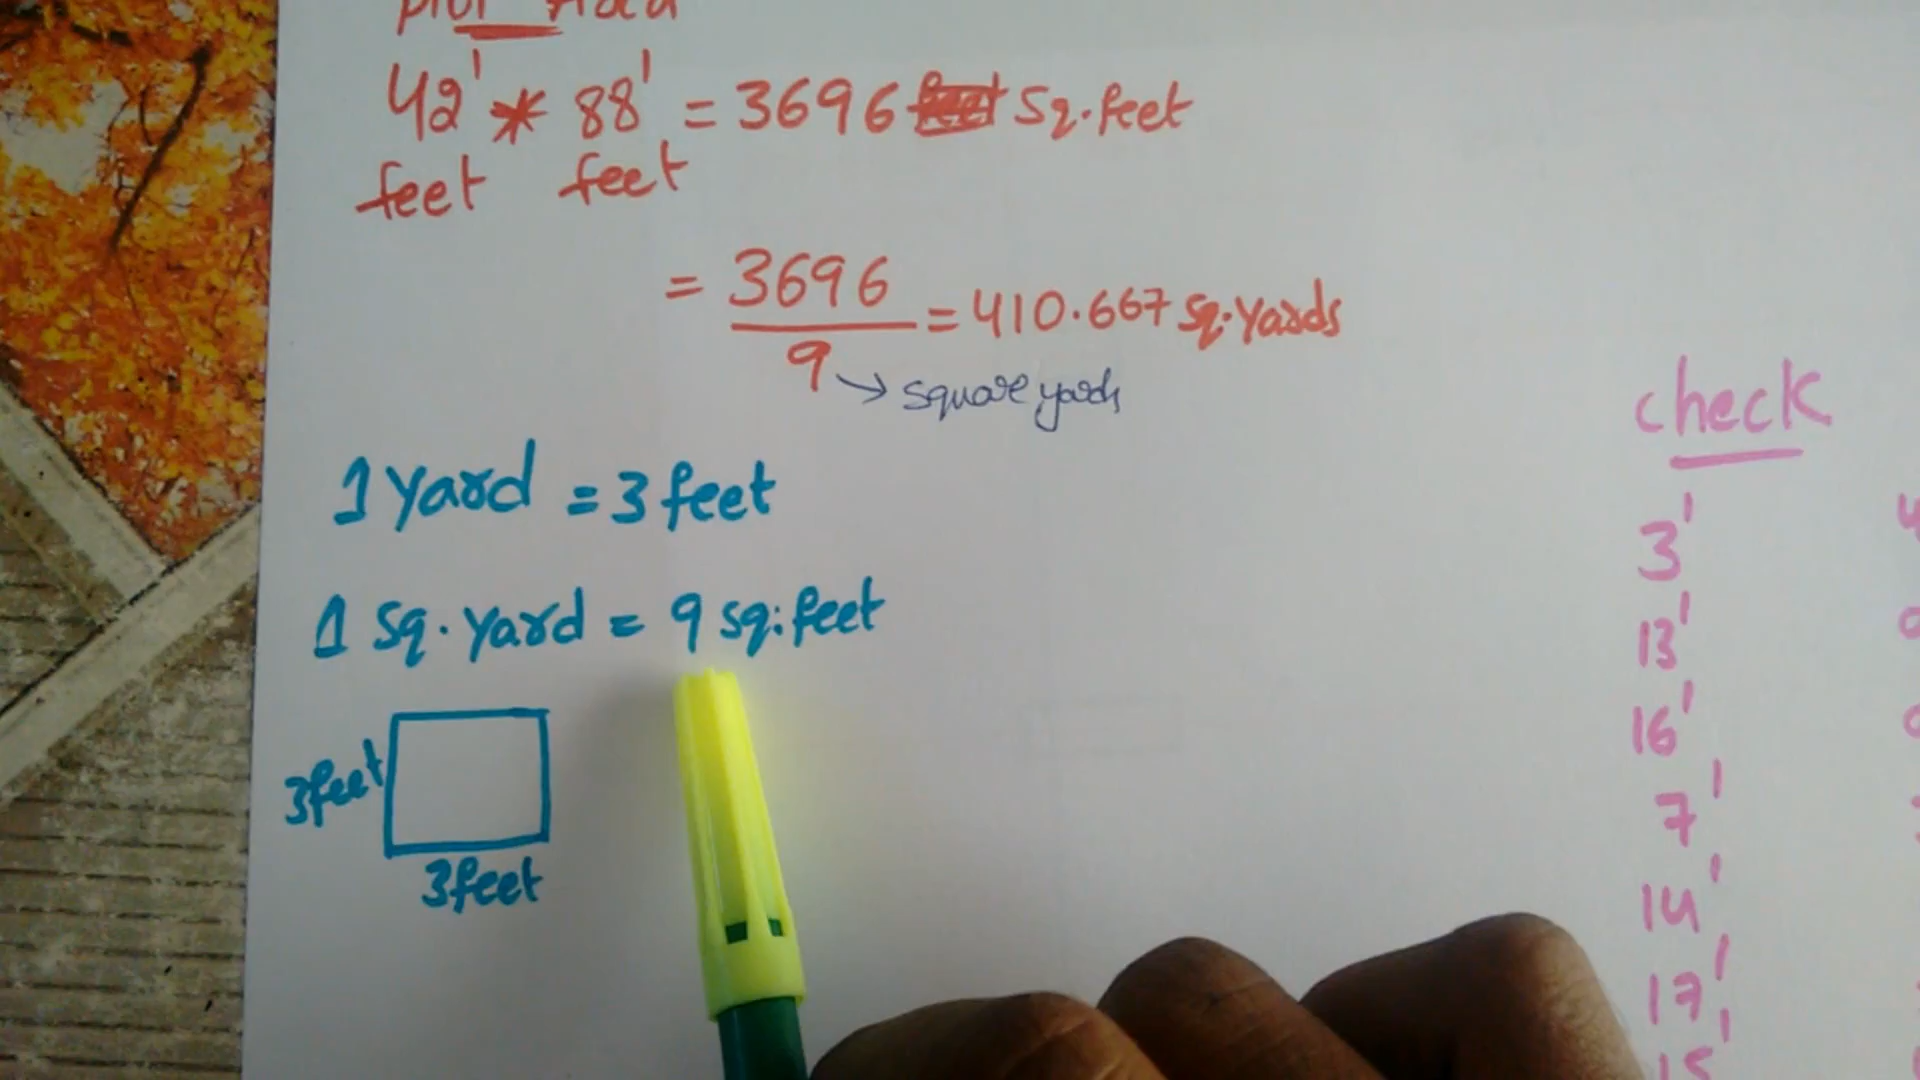 42' * 88' = 3696 Sq.feet
feet feet
= 3696
9
= 410.667 Sq.yards
→ square yards
1 Yard = 3 feet
1 Sq. Yard = 9 sq: feet
3feet
3feet
check
3'
13'
16'
7'
14'
17'